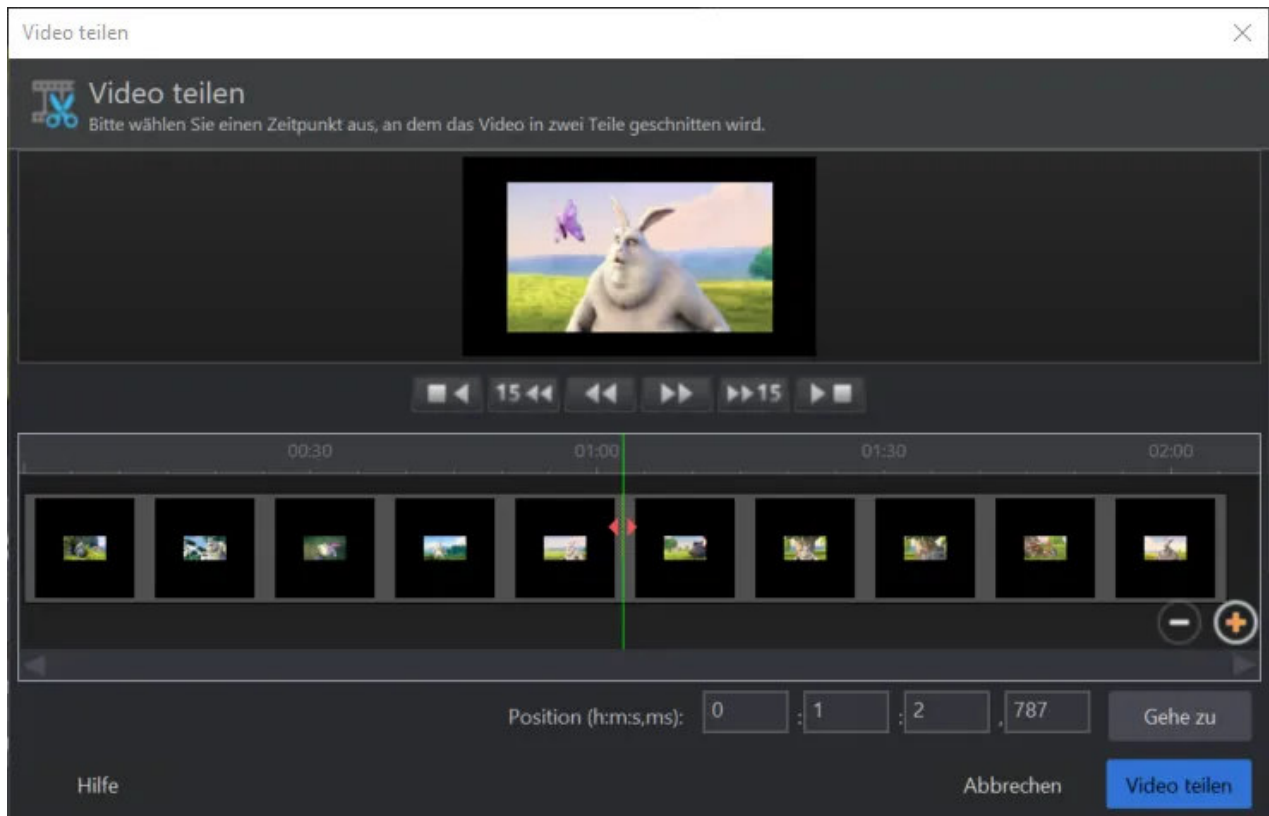 Video teilen
Video teilen
Bitte wählen Sie einen Zeitpunkt aus, an dem das Video in zwei Teile geschnitten wird.
15 15
00:30 01:00 01:30 02:00
Position (h:m:s,ms): 0 : 1 : 2 , 787 Gehe zu
Hilfe Abbrechen Video teilen